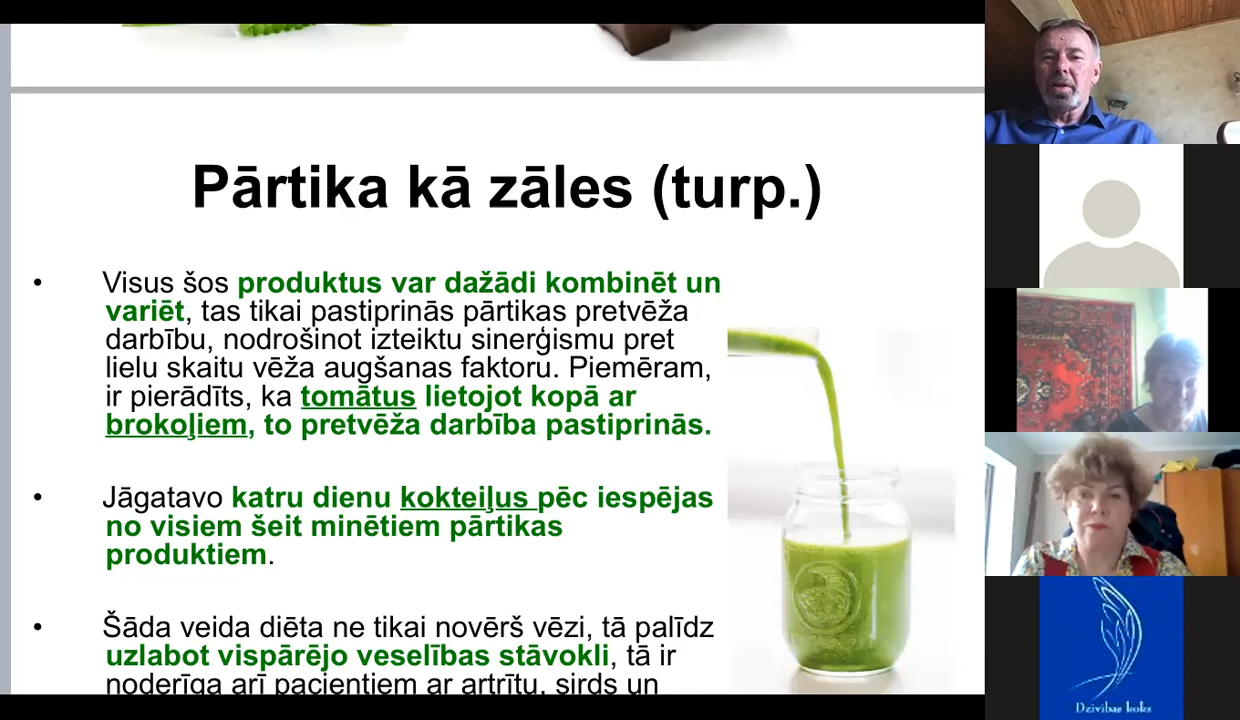 Pārtika kā zāles (turp.)
• Visus šos produktus var dažādi kombinēt un
variēt, tas tikai pastiprinās pārtikas pretvēža
darbību, nodrošinot izteiktu sinerģismu pret
lielu skaitu vēža augšanas faktoru. Piemēram,
ir pierādīts, ka tomātus lietojot kopā ar
brokoļiem, to pretvēža darbība pastiprinās.
• Jāgatavo katru dienu kokteiļus pēc iespējas
no visiem šeit minētiem pārtikas
produktiem.
• Šāda veida diēta ne tikai novērš vēzi, tā palīdz
uzlabot vispārējo veselības stāvokli, tā ir
noderīga arī pacientiem ar artrītu, sirds un
Dzīvības koks